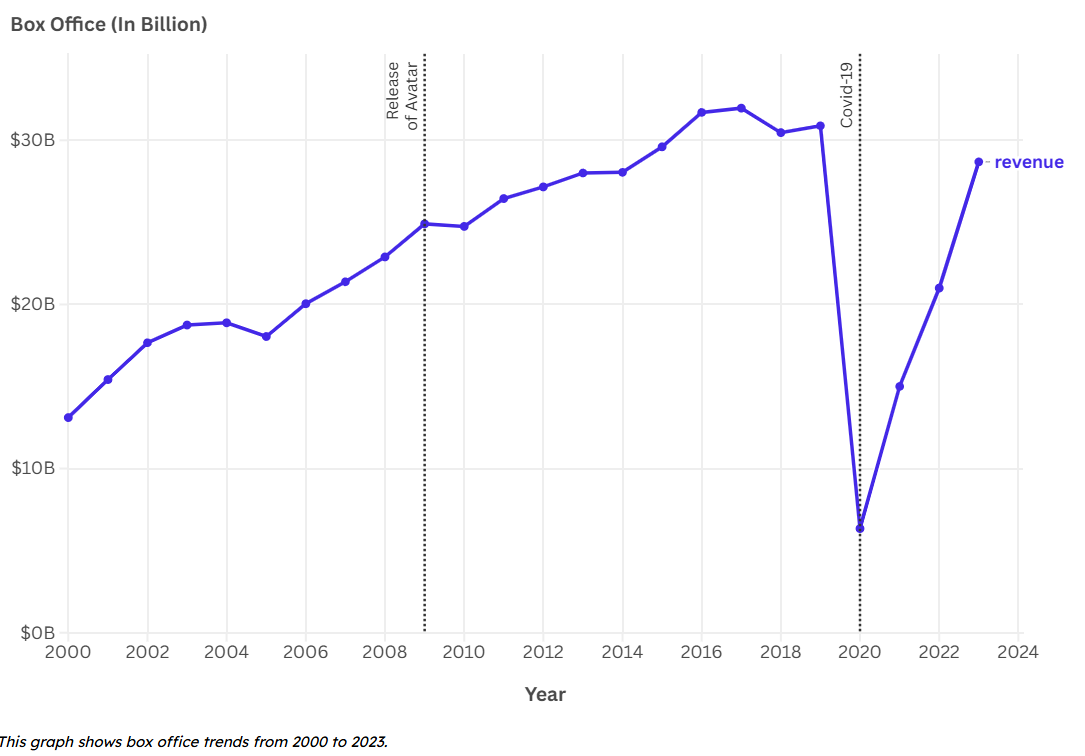 Box Office (In Billion)
Release
of Avatar
Covid-19
$30B
revenue
$20B
$10B
$0B
2000 2002 2004 2006 2008 2010 2012 2014 2016 2018 2020 2022 2024
Year
This graph shows box office trends from 2000 to 2023.